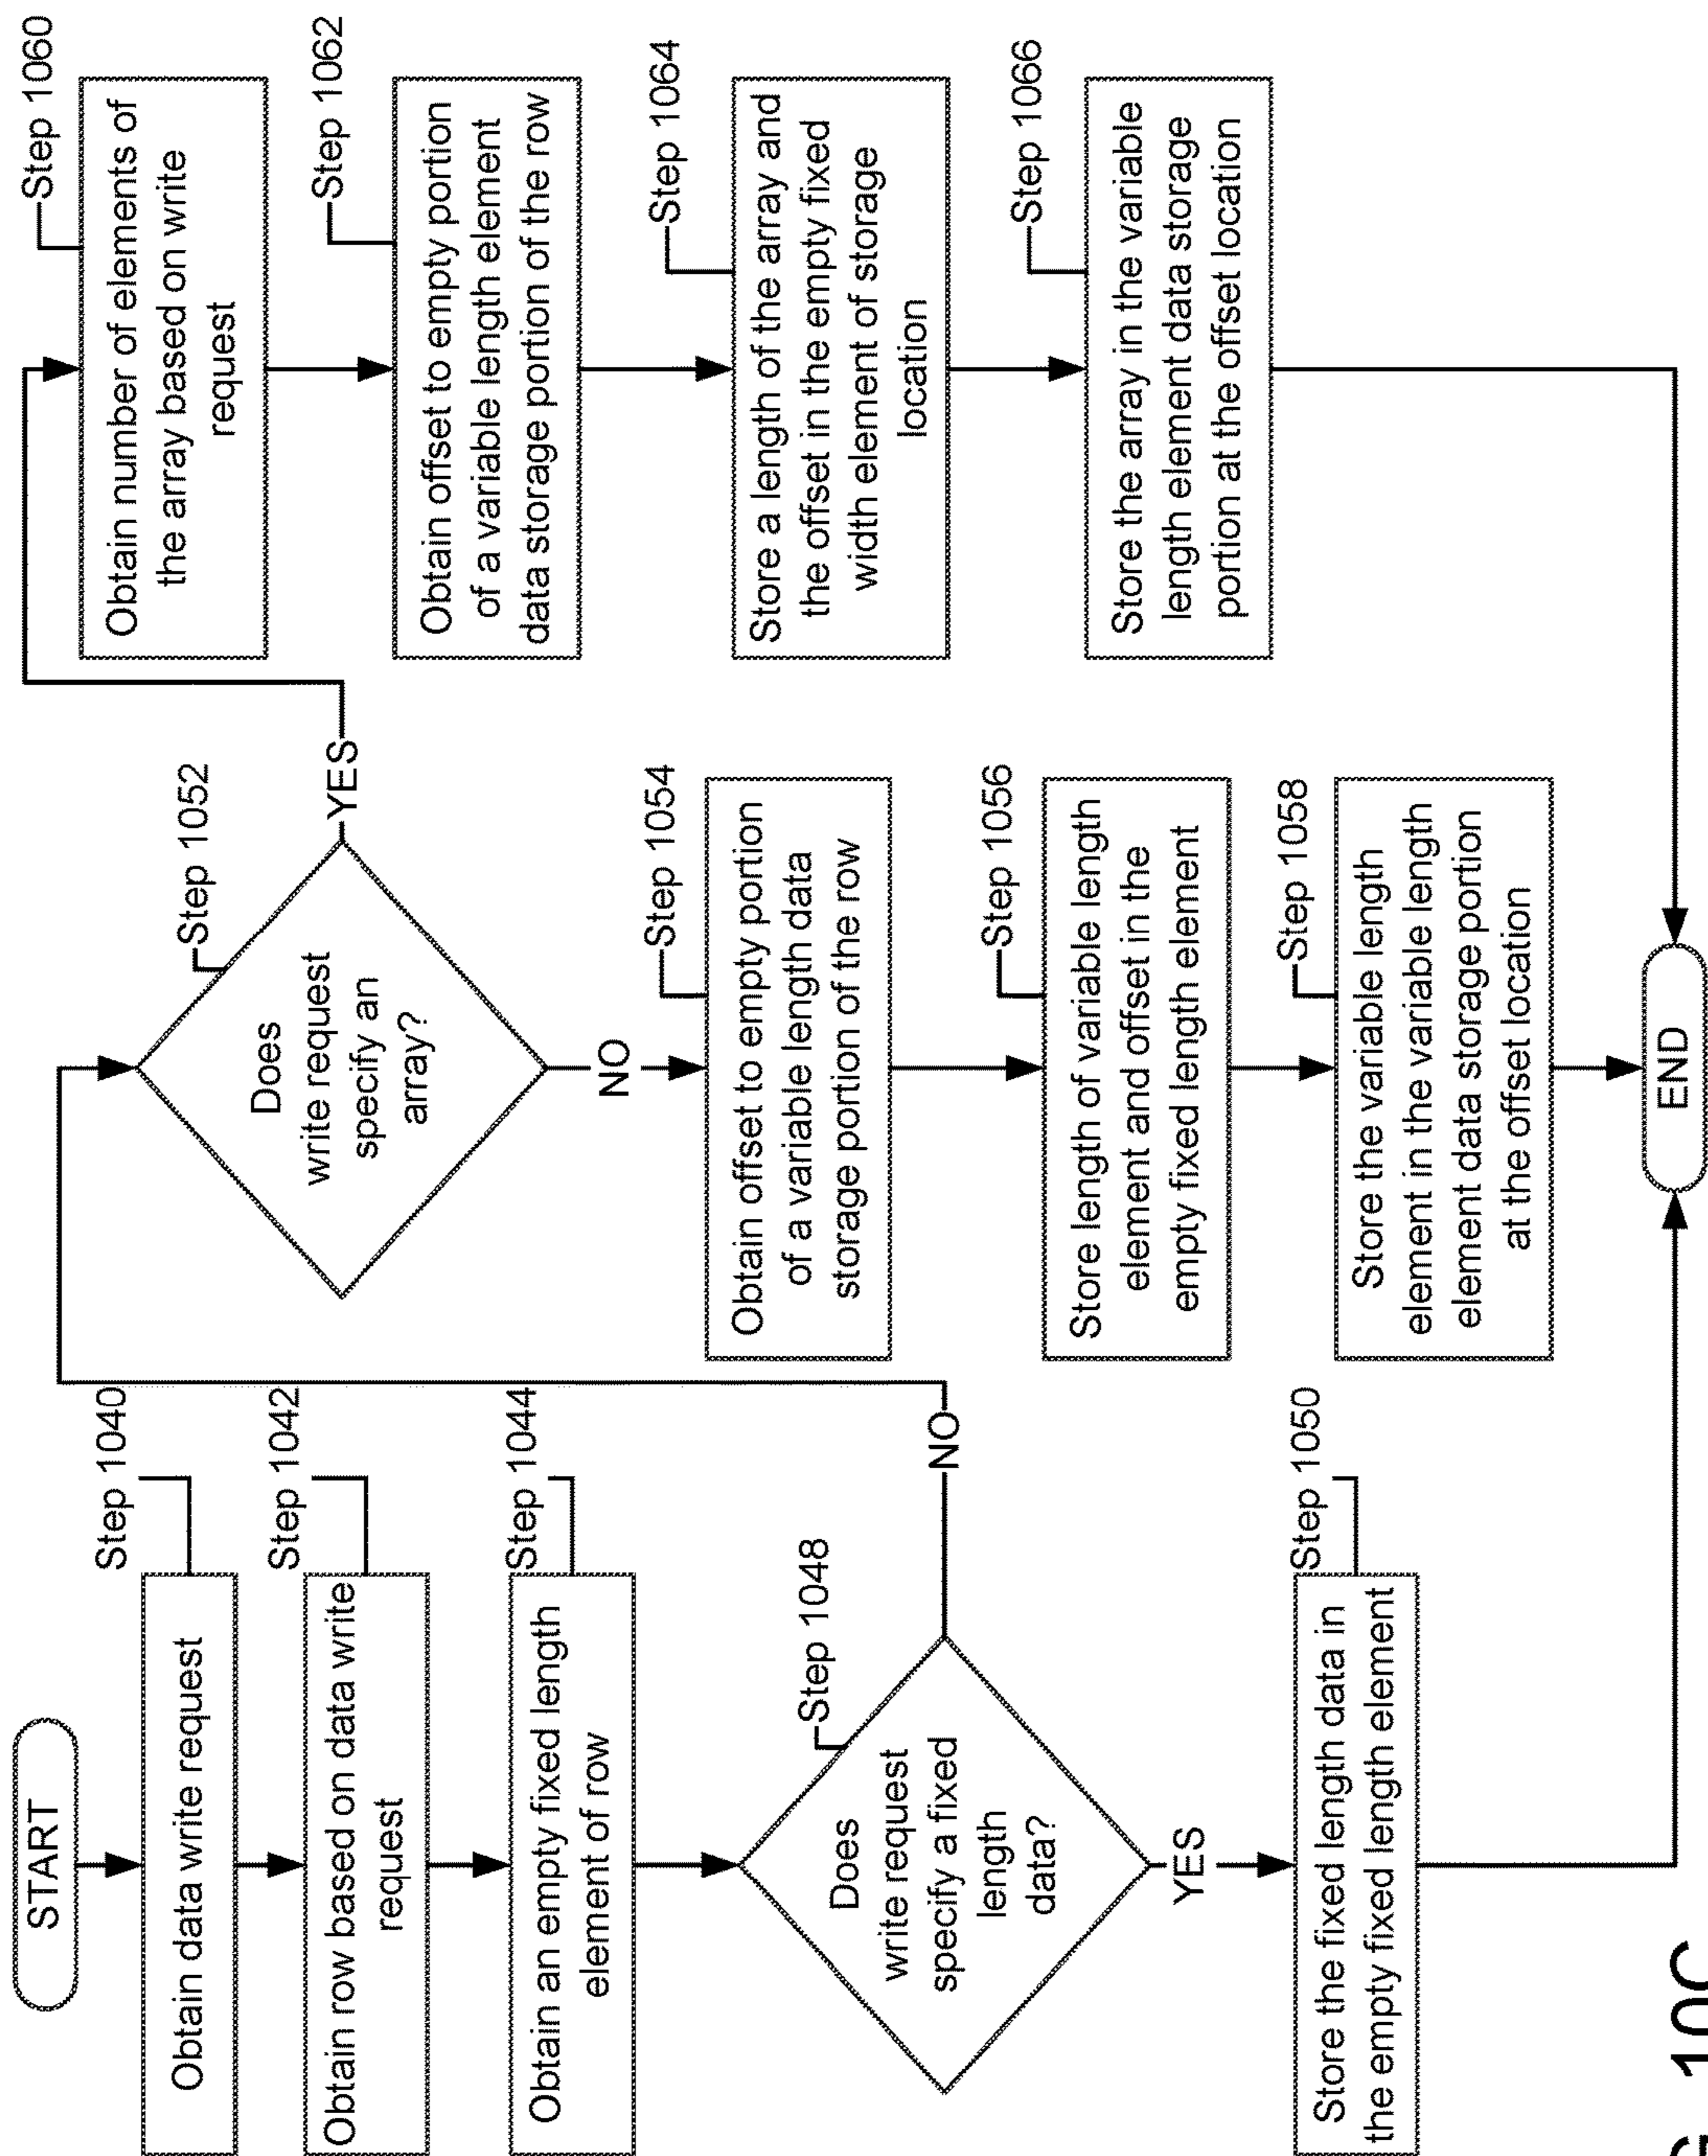 START
Step 1040
Obtain data write request
Step 1042
Obtain row based on data write
request
Step 1044
Obtain an empty fixed length
element of row
Step 1048
Does
write request
specify a fixed
length
data?
NO
YES
Step 1050
Store the fixed length data in
the empty fixed length element
Step 1052
Does
write request
specify an
array?
YES
NO
Step 1054
Obtain offset to empty portion
of a variable length data
storage portion of the row
Step 1056
Store length of variable length
element and offset in the
empty fixed length element
Step 1058
Store the variable length
element in the variable length
element data storage portion
at the offset location
END
Step 1060
Obtain number of elements of
the array based on write
request
Step 1062
Obtain offset to empty portion
of a variable length element
data storage portion of the row
Step 1064
Store a length of the array and
the offset in the empty fixed
width element of storage
location
Step 1066
Store the array in the variable
length element data storage
portion at the offset location
10C